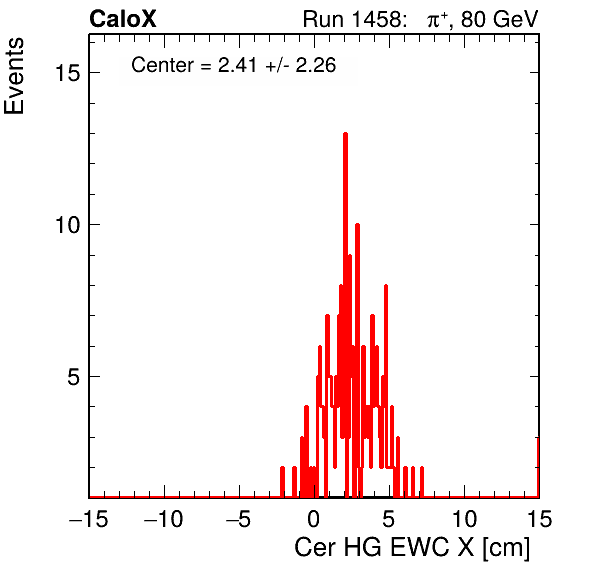 CaloX Run 1458: π⁺, 80 GeV
Events
Center = 2.41 +/- 2.26
15
10
5
−15 −10 −5 0 5 10 15
Cer HG EWC X [cm]